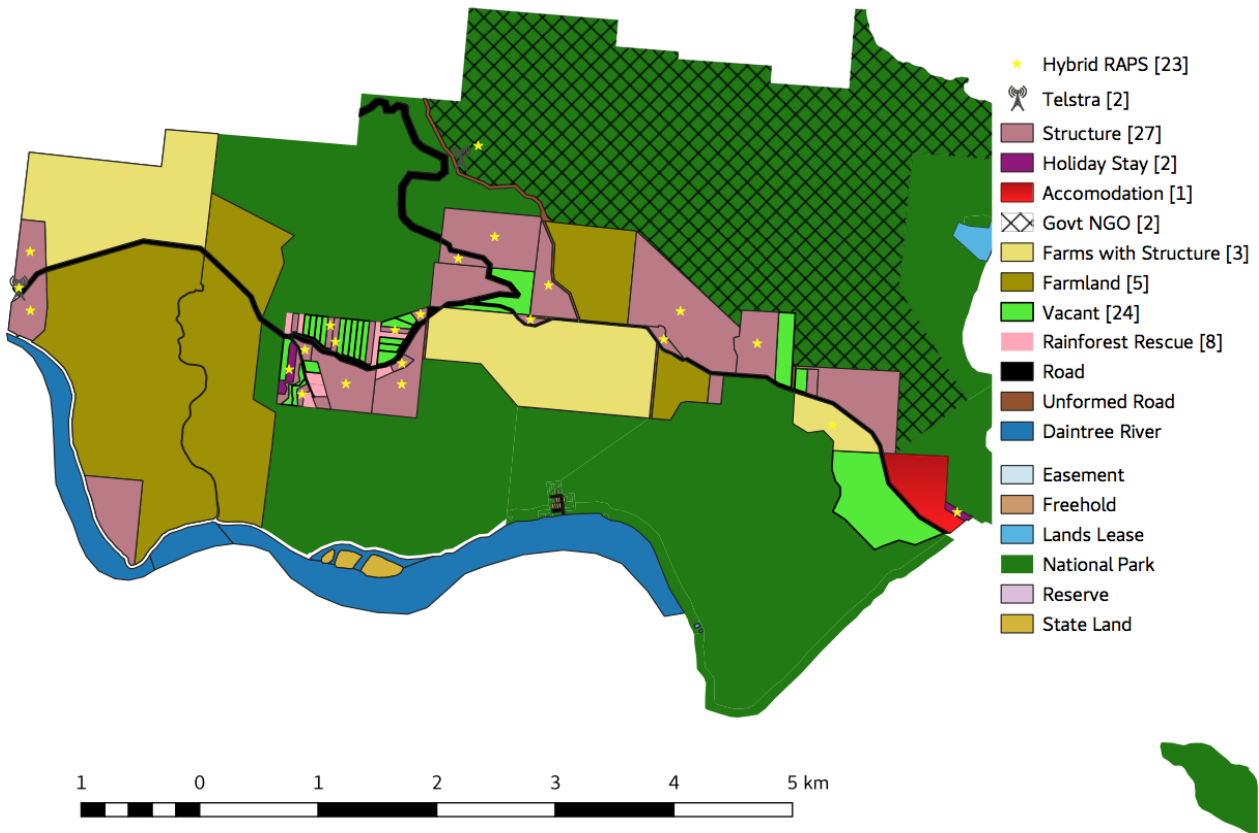 Hybrid RAPS [23]
Telstra [2]
Structure [27]
Holiday Stay [2]
Accomodation [1]
Govt NGO [2]
Farms with Structure [3]
Farmland [5]
Vacant [24]
Rainforest Rescue [8]
Road
Unformed Road
Daintree River
Easement
Freehold
Lands Lease
National Park
Reserve
State Land
1 0 1 2 3 4 5 km